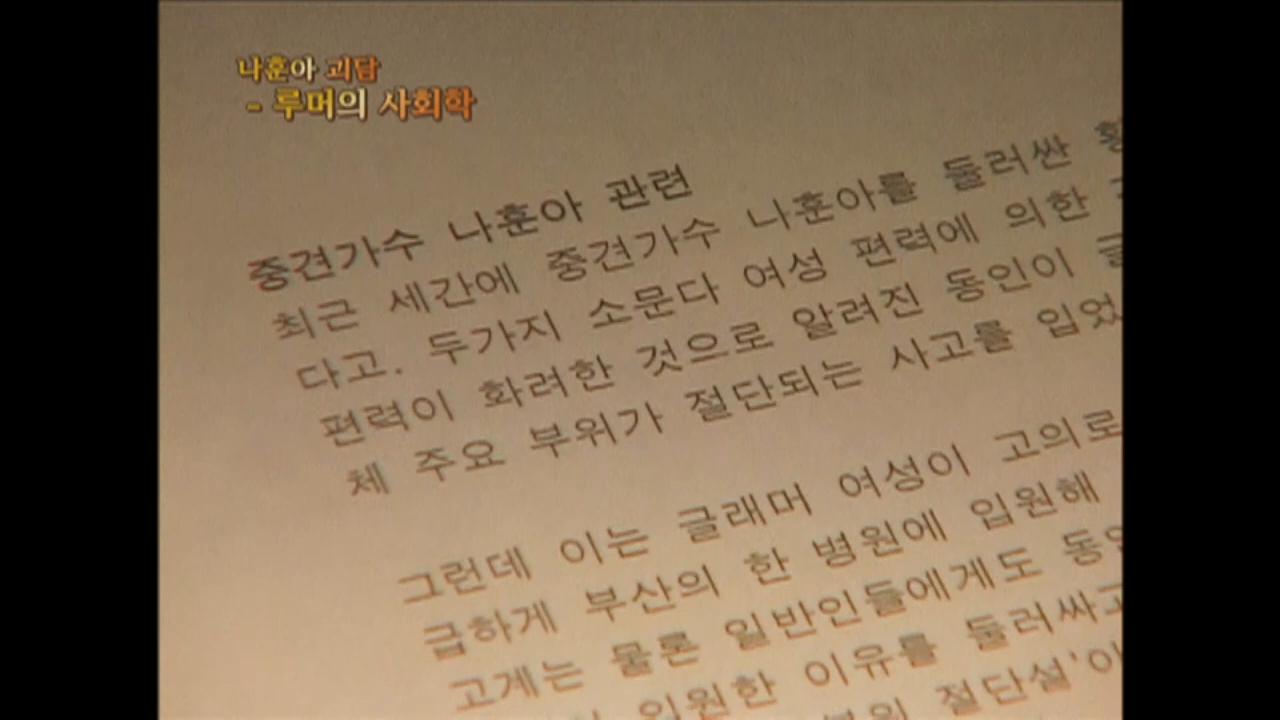 나훈아 괴담
- 루머의 사회학
중견가수 나훈아 관련
최근 세간에 중견가수 나훈아를 둘러싼
다고. 두가지 소문다 여성 편력에 의한
편력이 화려한 것으로 알려진 동인이
체 주요 부위가 절단되는 사고를 입었
그런데 이는 글래머 여성이 고의로
급하게 부산의 한 병원에 입원해
고게는 물론 일반인들에게도
입원한 이유를 둘러싸고
절단설'이